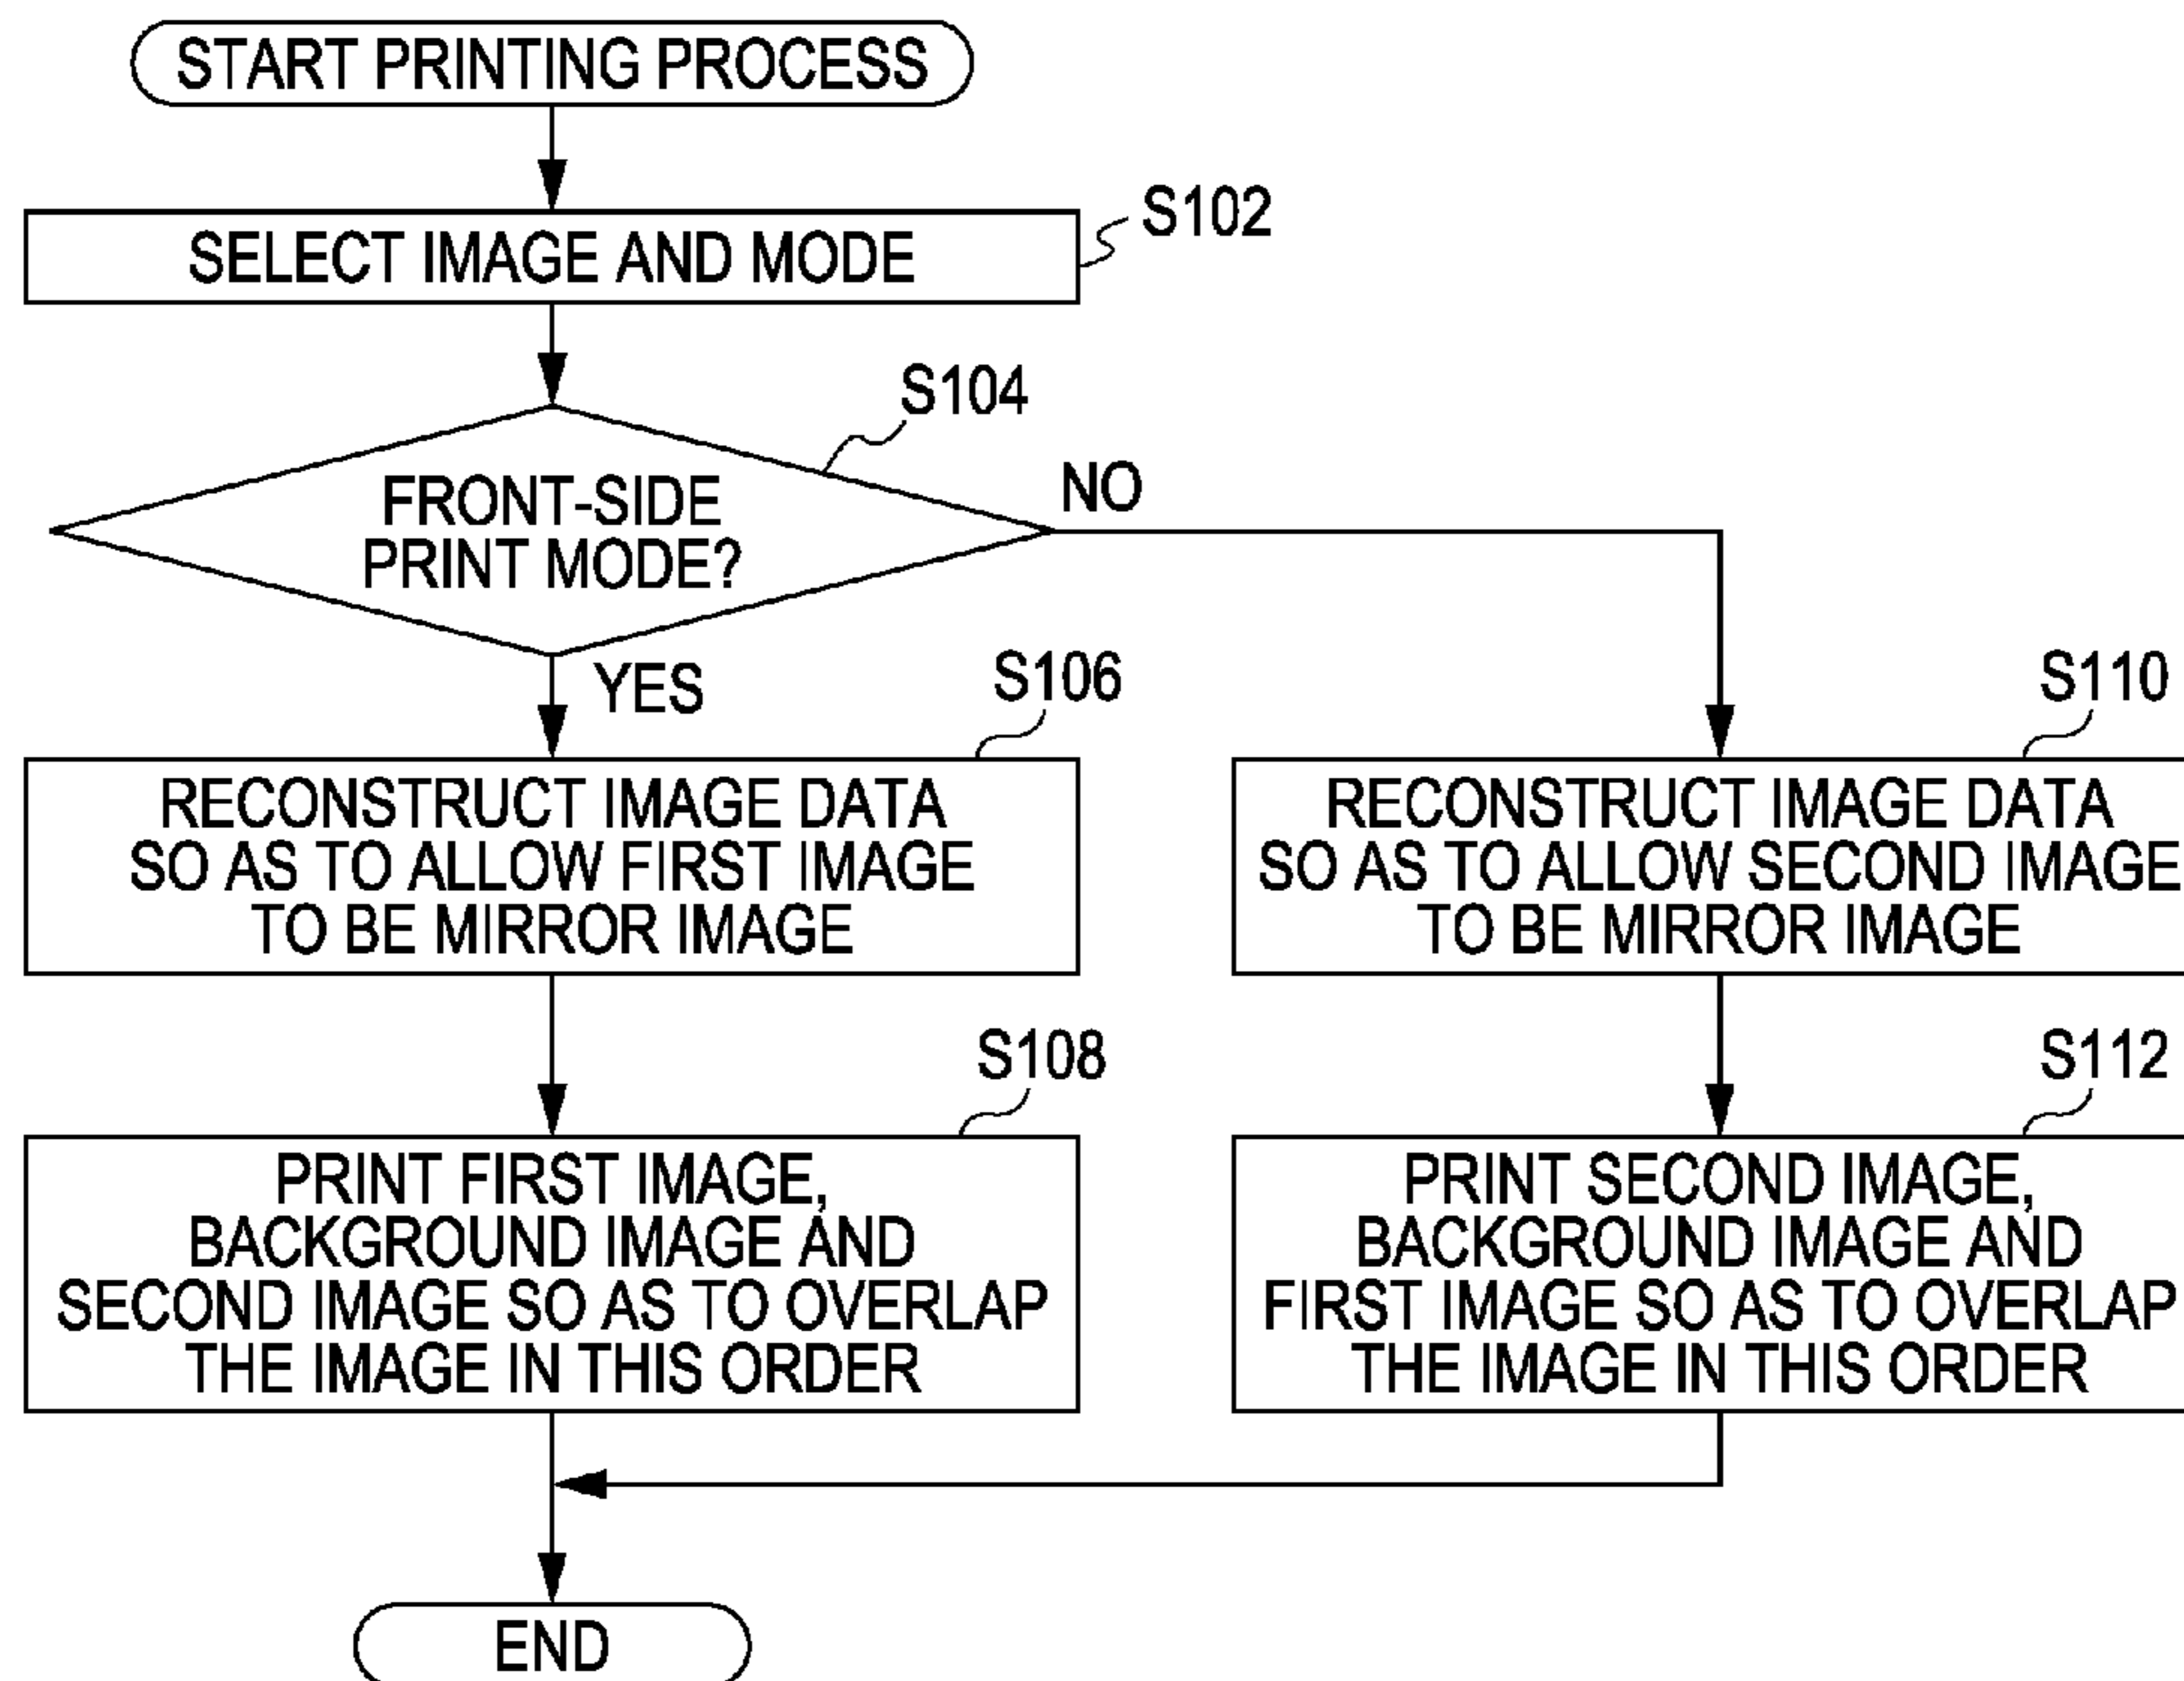 START PRINTING PROCESS
SELECT IMAGE AND MODE
S102
S104
FRONT-SIDE
PRINT MODE?
NO
YES
S106
RECONSTRUCT IMAGE DATA
SO AS TO ALLOW FIRST IMAGE
TO BE MIRROR IMAGE
S110
RECONSTRUCT IMAGE DATA
SO AS TO ALLOW SECOND IMAGE
TO BE MIRROR IMAGE
S108
PRINT FIRST IMAGE,
BACKGROUND IMAGE AND
SECOND IMAGE SO AS TO OVERLAP
THE IMAGE IN THIS ORDER
S112
PRINT SECOND IMAGE,
BACKGROUND IMAGE AND
FIRST IMAGE SO AS TO OVERLAP
THE IMAGE IN THIS ORDER
END